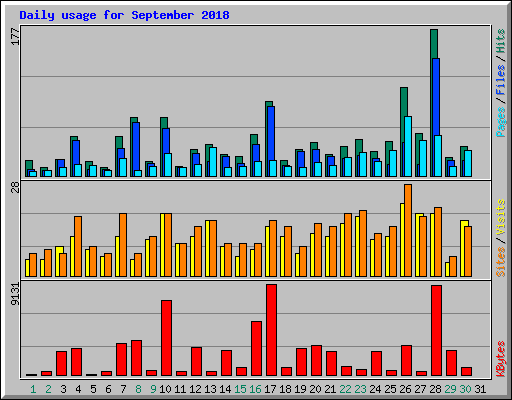 Daily usage for September 2018
177
Pages / Files / Hits
28
Sites / Visits
9131
KBytes
1 2 3 4 5 6 7 8 9 10 11 12 13 14 15 16 17 18 19 20 21 22 23 24 25 26 27 28 29 30 31